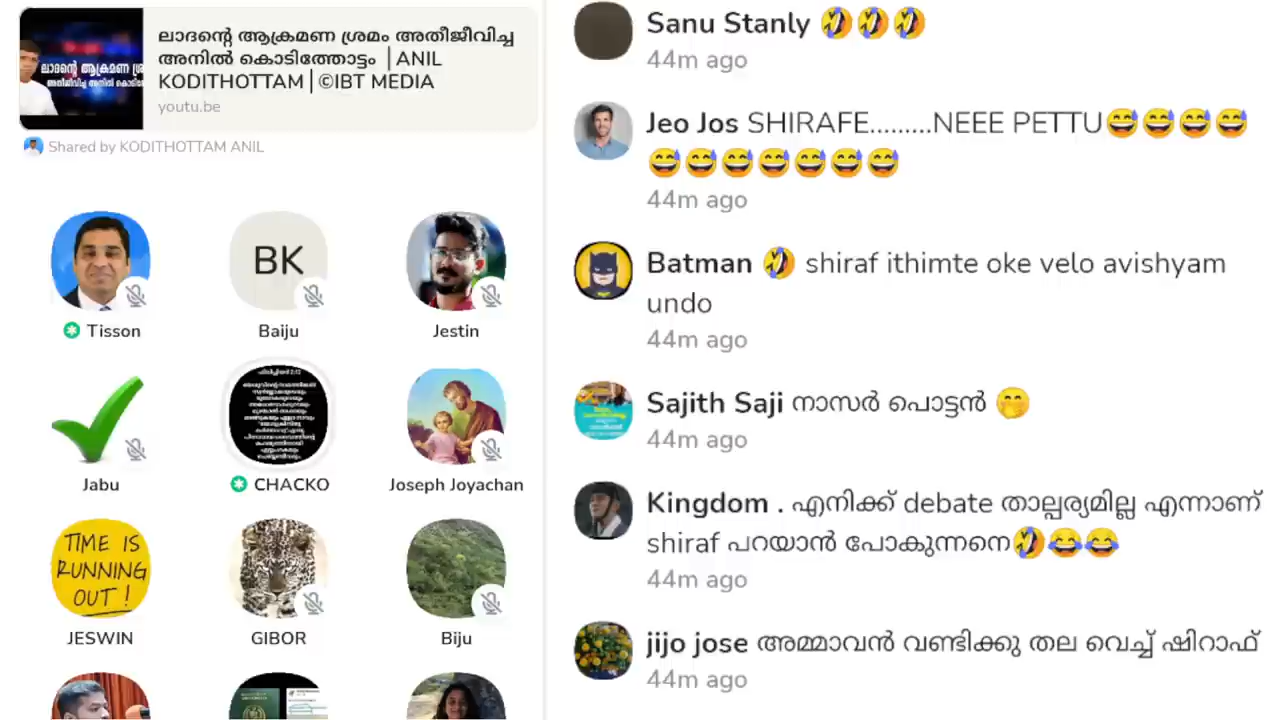 ലാദന്റെ ആക്രമണ ശ്രമം അതീജീവിച്ച
അനിൽ കൊടിത്തോട്ടം │ANIL
KODITHOTTAM│©IBT MEDIA
youtu.be
Shared by KODITHOTTAM ANIL
BK
Tisson
Baiju
Jestin
Jabu
CHACKO
Joseph Joyachan
TIME IS
RUNNING
OUT !
JESWIN
GIBOR
Biju
Sanu Stanly 🤣🤣🤣
44m ago
Jeo Jos SHIRAFE.........NEEE PETTU😅😅😅😅
😅😅😅😅😅😅😅
44m ago
Batman 🤣 shiraf ithimte oke velo avishyam
undo
44m ago
Sajith Saji നാസർ പൊട്ടൻ 🤭
44m ago
Kingdom . എനിക്ക് debate താല്പര്യമില്ല എന്നാണ്
shiraf പറയാൻ പോകുന്നനെ🤣😂😂
44m ago
jijo jose അമ്മാവൻ വണ്ടിക്കു തല വെച്ച് ഷിറാഫ്
44m ago